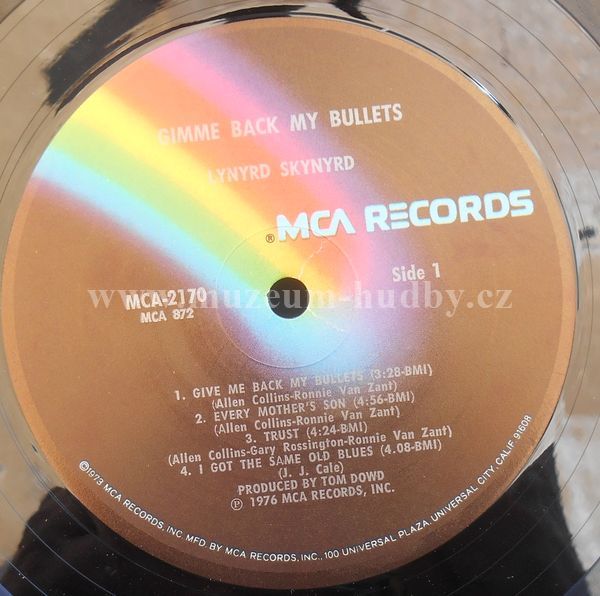 GIMME BACK MY BULLETS
LYNYRD SKYNYRD
® MCA RECORDS
Side 1
MCA-2170
MCA 872
www.muzeum-hudby.cz
1. GIVE ME BACK MY BULLETS (3:28-BMI)
(Allen Collins-Ronnie Van Zant)
2. EVERY MOTHER'S SON (4:56-BMI)
(Allen Collins-Ronnie Van Zant)
3. TRUST (4:24-BMI)
(Allen Collins-Gary Rossington-Ronnie Van Zant)
4. I GOT THE SAME OLD BLUES (4.08-BMI)
(J. J. Cale)
PRODUCED BY TOM DOWD
℗ 1976 MCA RECORDS, INC.
©1973 MCA RECORDS, INC. MFD. BY MCA RECORDS, INC., 100 UNIVERSAL PLAZA, UNIVERSAL CITY, CALIF. 91608